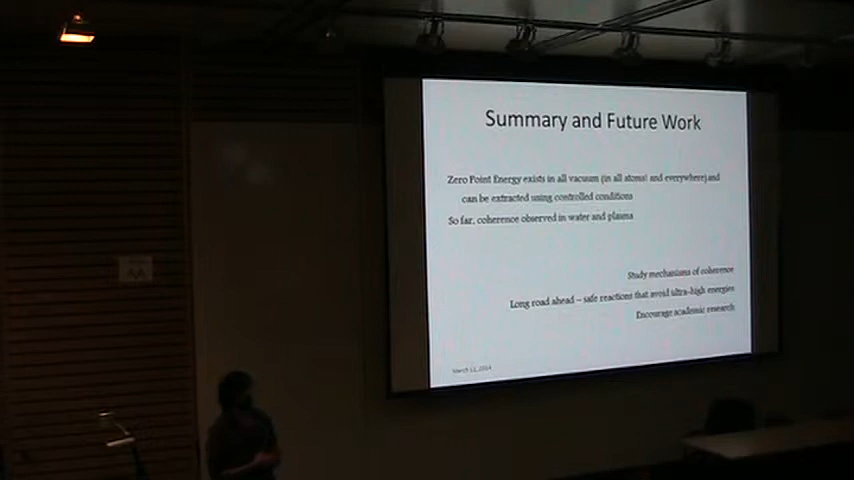 Summary and Future Work
Zero Point Energy exists in all vacuum (in all atoms) and everywhere and
can be extracted using controlled conditions
So far, coherence observed in water and plasma
Study mechanisms of coherence
Long road ahead – safe reactions that avoid ultra-high energies
Encourage academic research
March 12, 2014